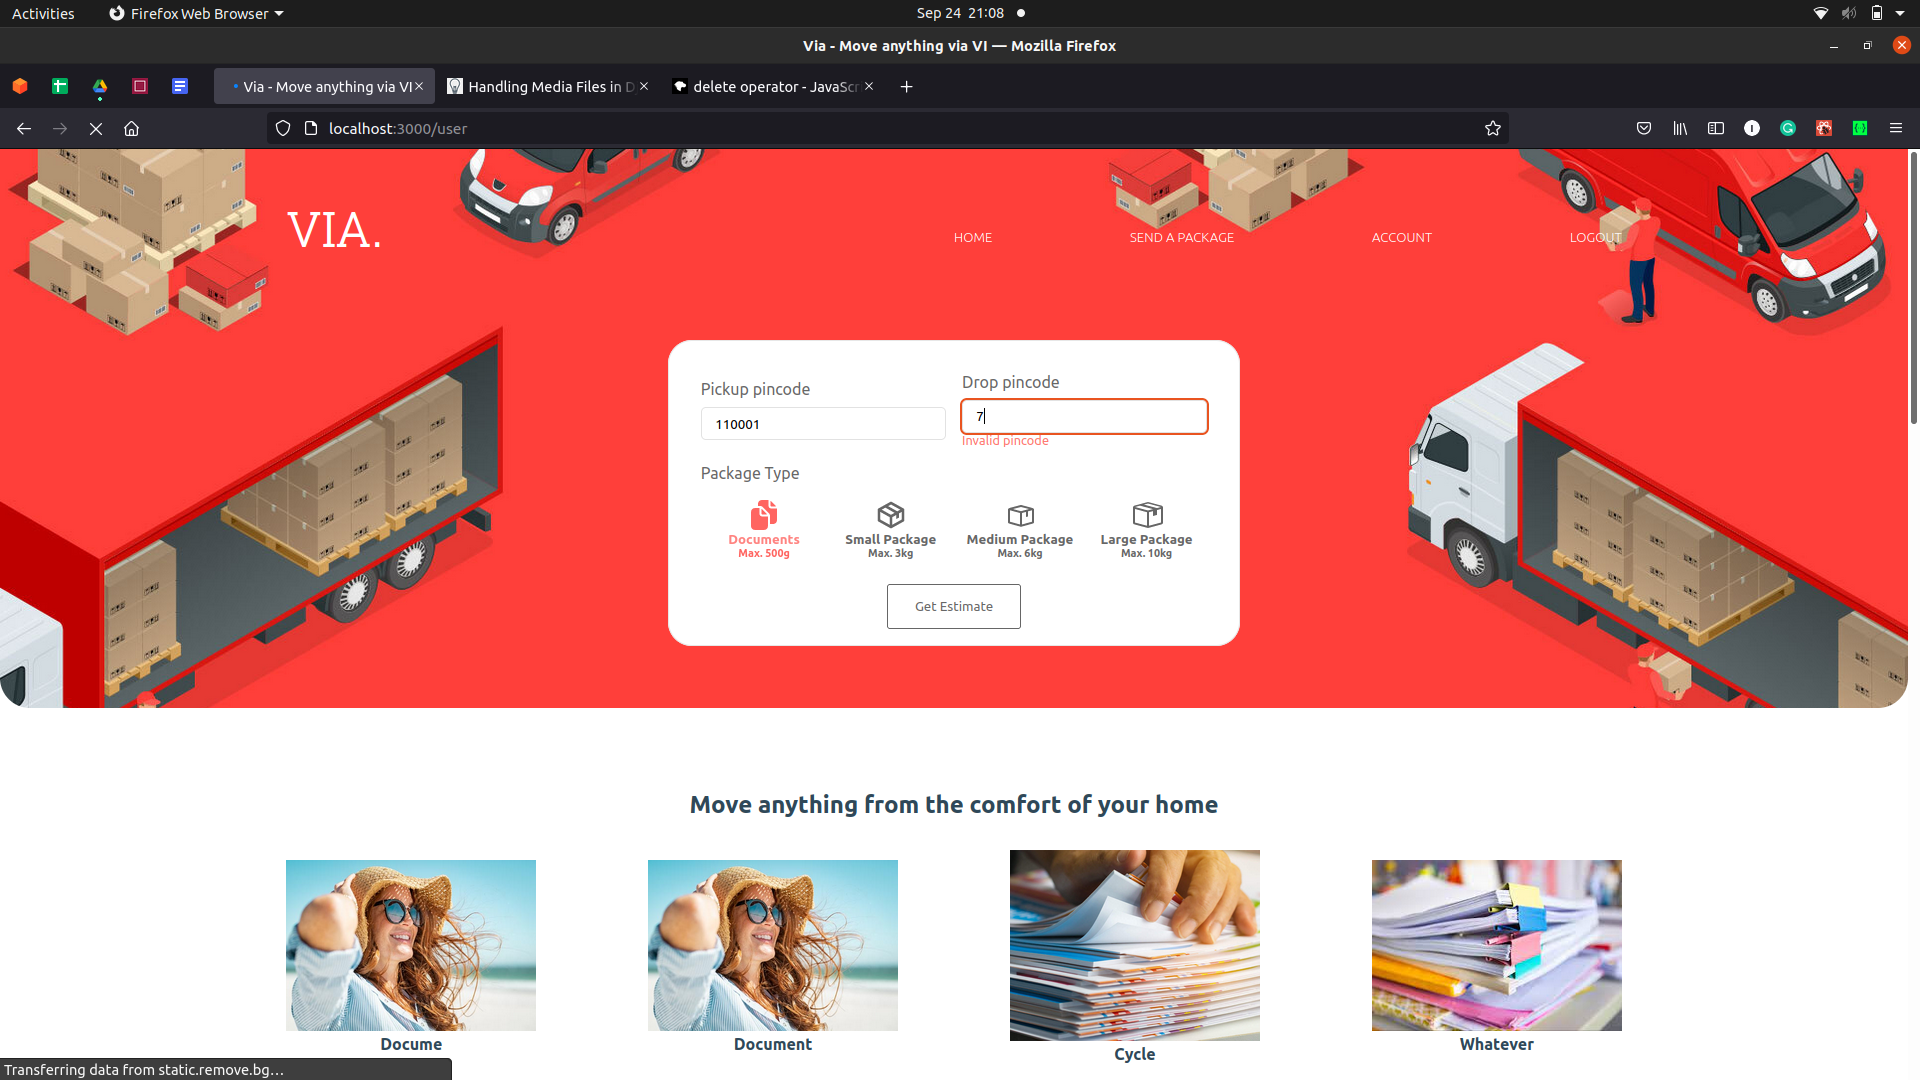 Activities
Firefox Web Browser
Sep 24 21:08
Via - Move anything via VI — Mozilla Firefox
Via - Move anything via VI
Handling Media Files in D
delete operator - JavaScr
localhost:3000/user
VIA.
HOME
SEND A PACKAGE
ACCOUNT
LOGOUT
Pickup pincode
Drop pincode
110001
7
Invalid pincode
Package Type
Documents
Max. 500g
Small Package
Max. 3kg
Medium Package
Max. 6kg
Large Package
Max. 10kg
Get Estimate
Move anything from the comfort of your home
Docume
Document
Cycle
Whatever
Transferring data from static.remove.bg...